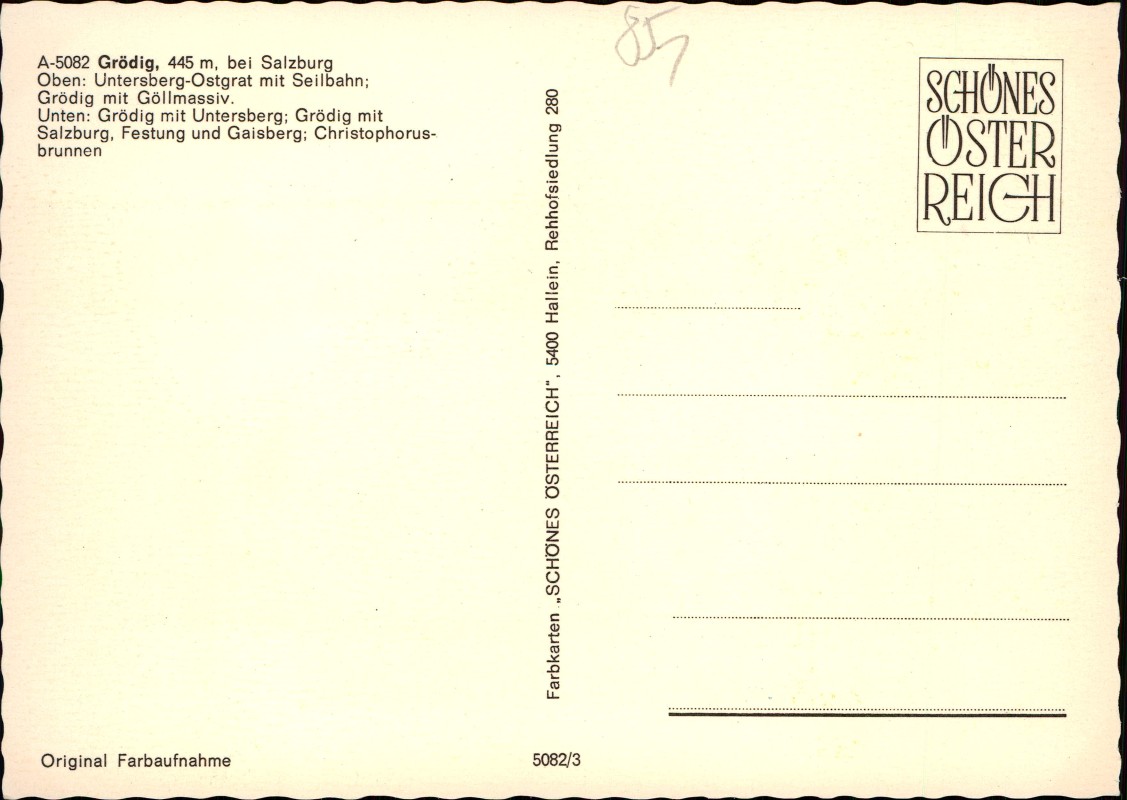 A-5082 Grödig, 445 m, bei Salzburg
Oben: Untersberg-Ostgrat mit Seilbahn;
Grödig mit Göllmassiv.
Unten: Grödig mit Untersberg; Grödig mit
Salzburg, Festung und Gaisberg; Christophorus-
brunnen
Original Farbaufnahme
Farbkarten „SCHÖNES ÖSTERREICH", 5400 Hallein, Rehhofsiedlung 280
5082/3
SCHÖNES
ÖSTER
REICH